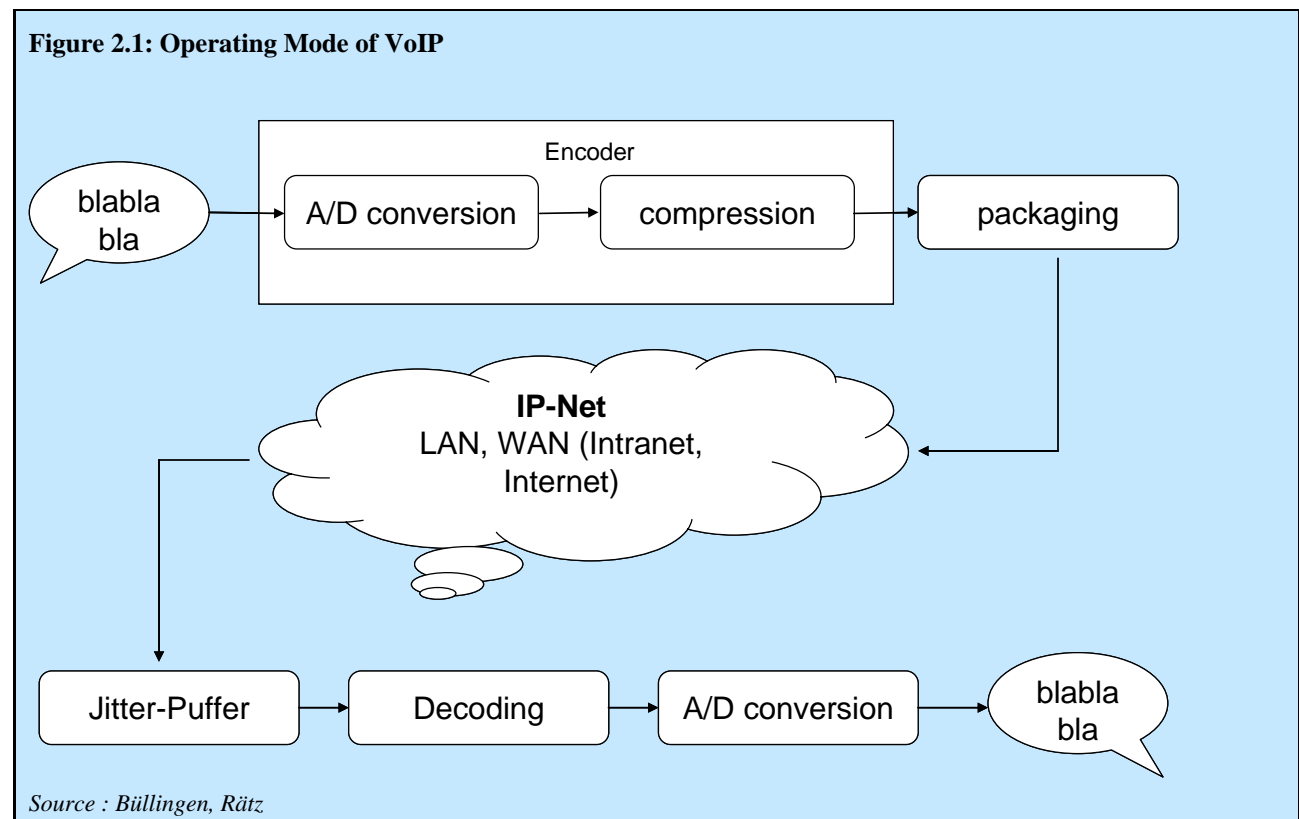 Figure 2.1: Operating Mode of VoIP
Encoder
blabla
bla
A/D conversion
compression
packaging
IP-Net
LAN, WAN (Intranet,
Internet)
Jitter-Puffer
Decoding
A/D conversion
blabla
bla
Source : Büllingen, Rätz